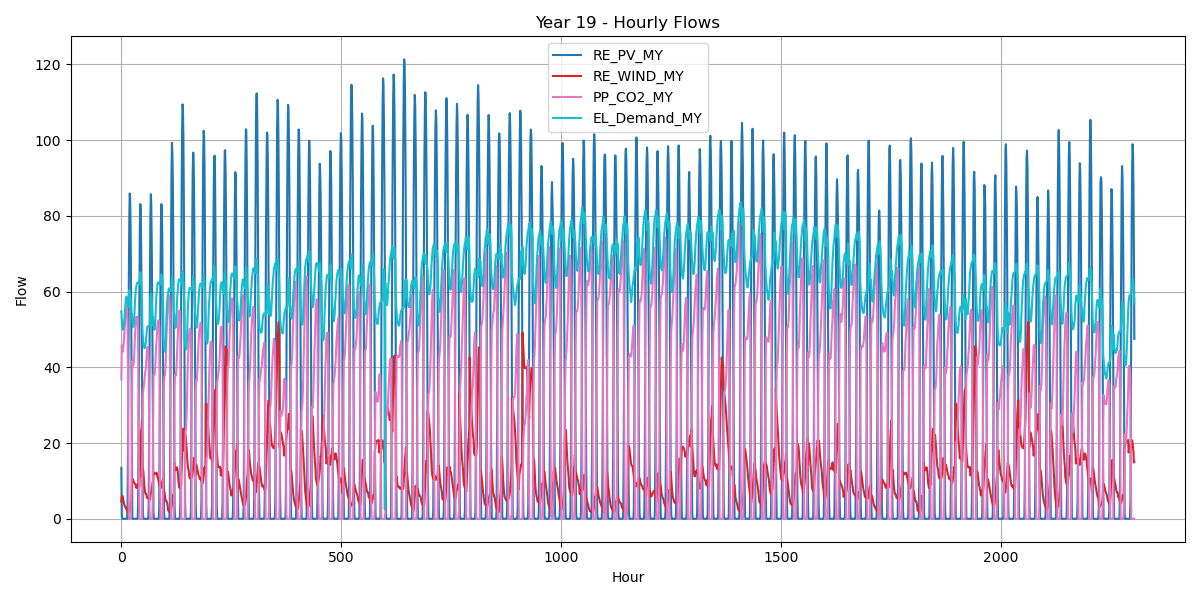 Year 19 - Hourly Flows
RE_PV_MY
RE_WIND_MY
PP_CO2_MY
EL_Demand_MY
Flow
120
100
80
60
40
20
0
0 500 1000 1500 2000
Hour